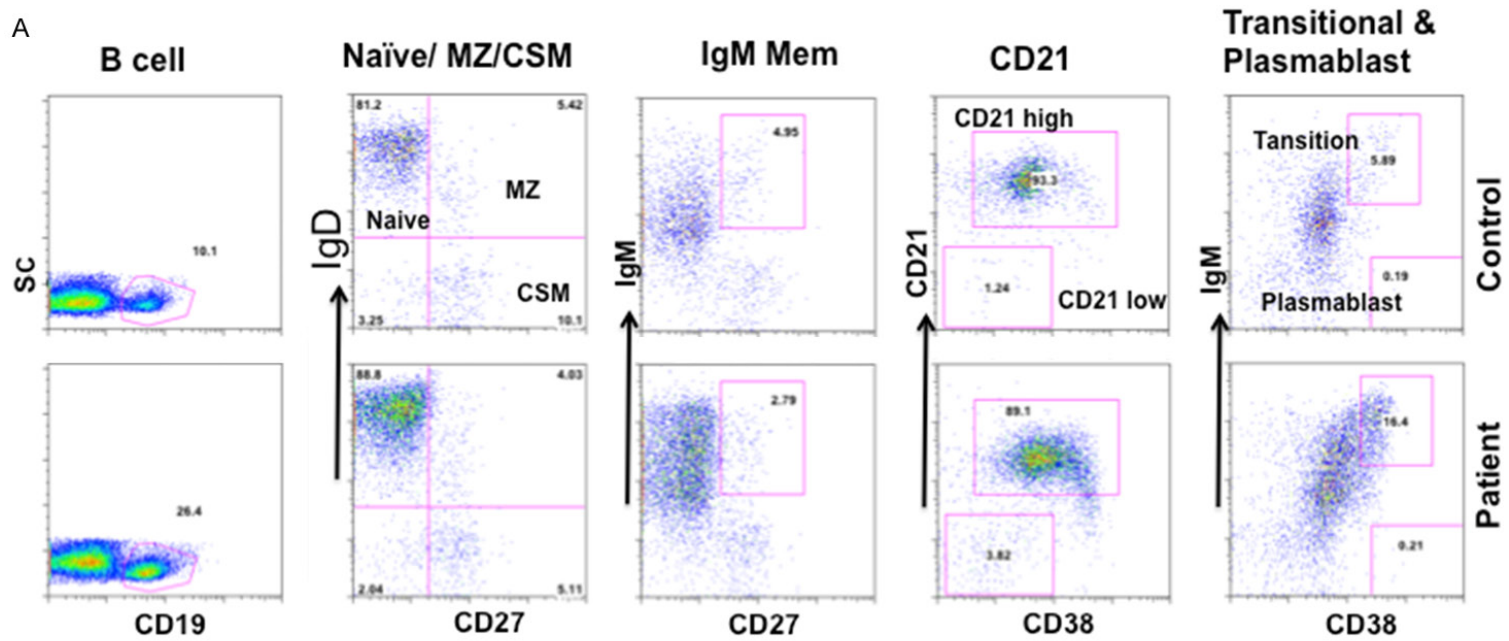 A
B cell
Naïve/ MZ/CSM
IgM Mem
CD21
Transitional &
Plasmablast
SC
10.1
IgD
81.2
5.42
MZ
Naive
CSM
3.25
10.1
IgM
4.95
CD21
CD21 high
93.3
1.24
CD21 low
IgM
Tansition
5.89
0.19
Plasmablast
Control
26.4
88.8
4.03
2.04
5.11
2.79
89.1
3.82
16.4
0.21
Patient
CD19
CD27
CD27
CD38
CD38